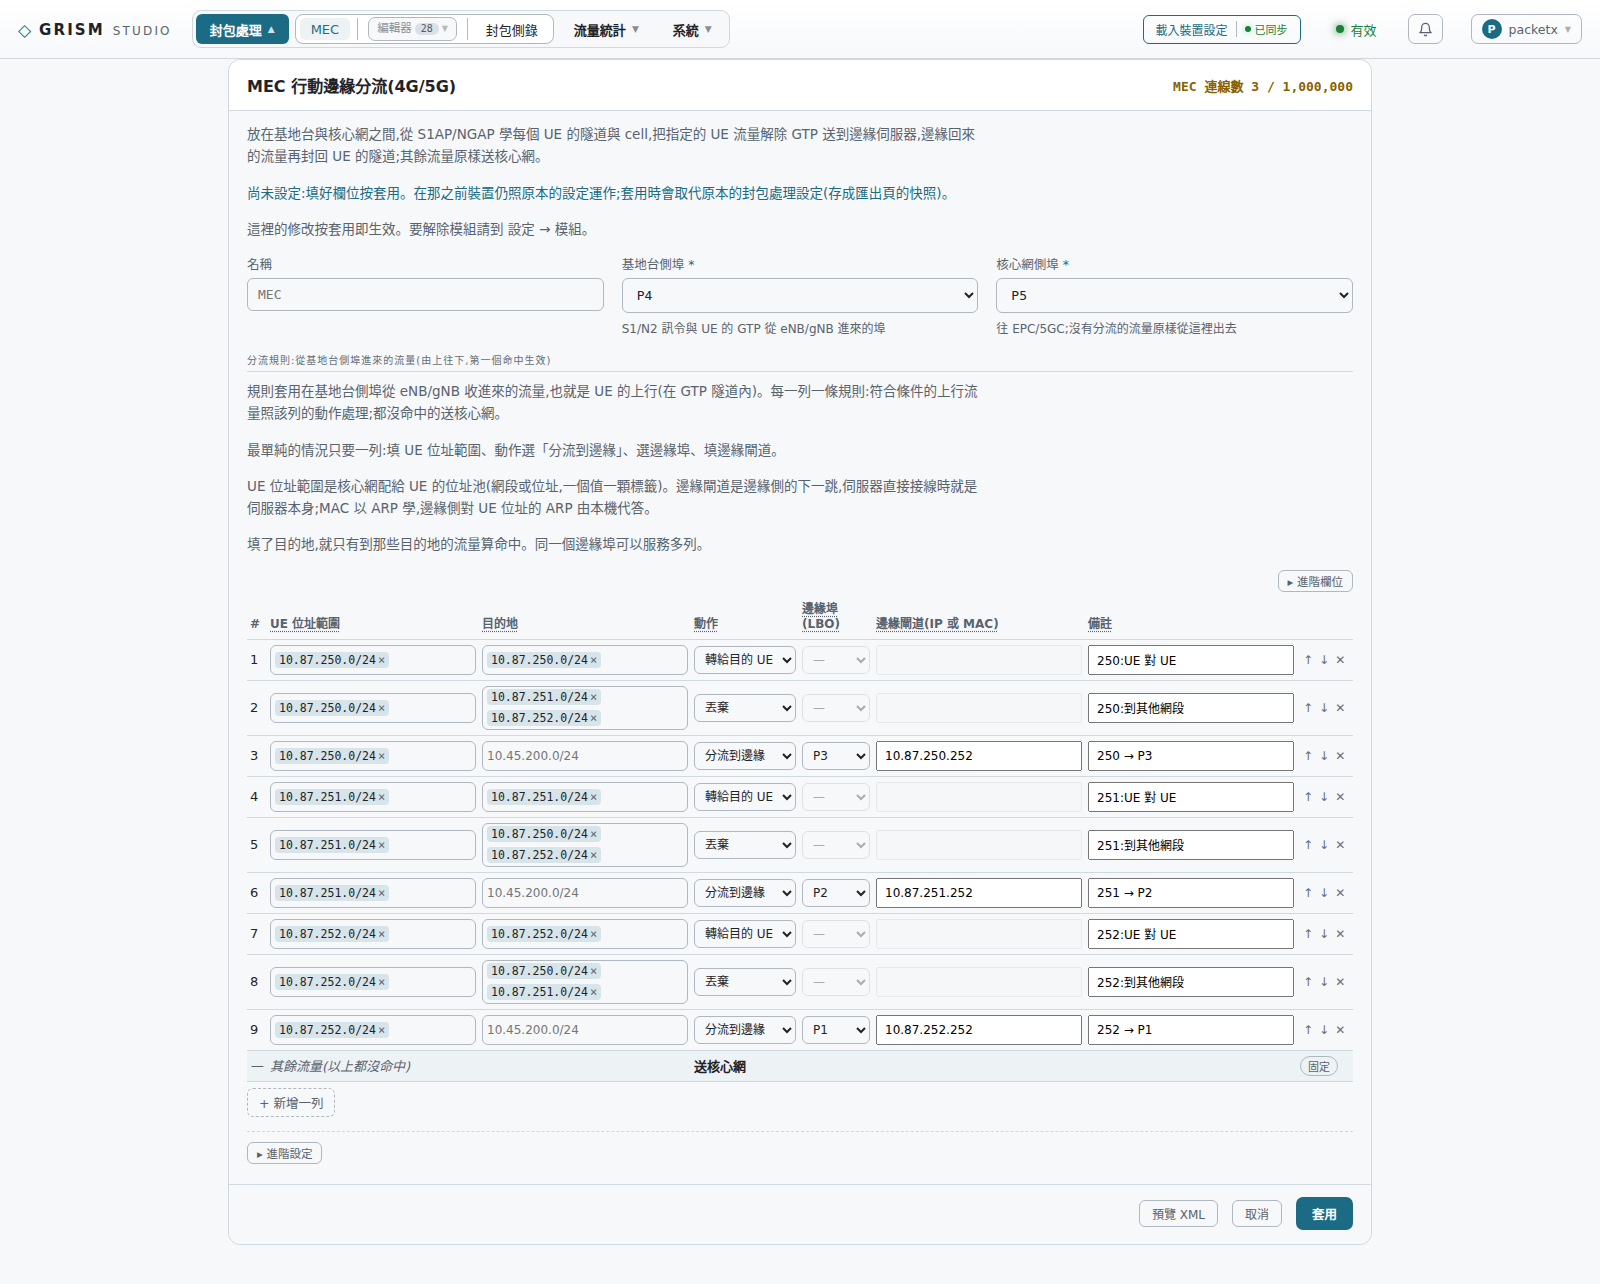 ◇ GRISM STUDIO 封包處理 ▲ MEC 編輯器 28 ▼ 封包側錄 流量統計 ▼ 系統 ▼ 載入裝置設定 已同步 有效 P packetx ▼
MEC 行動邊緣分流(4G/5G) MEC 連線數 3 / 1,000,000
放在基地台與核心網之間,從 S1AP/NGAP 學每個 UE 的隧道與 cell,把指定的 UE 流量解除 GTP 送到邊緣伺服器,邊緣回來
的流量再封回 UE 的隧道;其餘流量原樣送核心網。
尚未設定:填好欄位按套用。在那之前裝置仍照原本的設定運作;套用時會取代原本的封包處理設定(存成匯出頁的快照)。
這裡的修改按套用即生效。要解除模組請到 設定 → 模組。
名稱 基地台側埠 * 核心網側埠 *
MEC P4 P5
S1/N2 訊令與 UE 的 GTP 從 eNB/gNB 進來的埠 往 EPC/5GC;沒有分流的流量原樣從這裡出去
分流規則:從基地台側埠進來的流量(由上往下,第一個命中生效)
規則套用在基地台側埠從 eNB/gNB 收進來的流量,也就是 UE 的上行(在 GTP 隧道內)。每一列一條規則:符合條件的上行流
量照該列的動作處理;都沒命中的送核心網。
最單純的情況只要一列:填 UE 位址範圍、動作選「分流到邊緣」、選邊緣埠、填邊緣閘道。
UE 位址範圍是核心網配給 UE 的位址池(網段或位址,一個值一顆標籤)。邊緣閘道是邊緣側的下一跳,伺服器直接接線時就是
伺服器本身;MAC 以 ARP 學,邊緣側對 UE 位址的 ARP 由本機代答。
填了目的地,就只有到那些目的地的流量算命中。同一個邊緣埠可以服務多列。
▸ 進階欄位
# UE 位址範圍 目的地 動作 邊緣埠 (LBO) 邊緣閘道(IP 或 MAC) 備註
1 10.87.250.0/24× 10.87.250.0/24× 轉給目的 UE — 250:UE 對 UE ↑ ↓ ✕
2 10.87.250.0/24× 10.87.251.0/24× 10.87.252.0/24× 丟棄 — 250:到其他網段 ↑ ↓ ✕
3 10.87.250.0/24× 10.45.200.0/24 分流到邊緣 P3 10.87.250.252 250 → P3 ↑ ↓ ✕
4 10.87.251.0/24× 10.87.251.0/24× 轉給目的 UE — 251:UE 對 UE ↑ ↓ ✕
5 10.87.251.0/24× 10.87.250.0/24× 10.87.252.0/24× 丟棄 — 251:到其他網段 ↑ ↓ ✕
6 10.87.251.0/24× 10.45.200.0/24 分流到邊緣 P2 10.87.251.252 251 → P2 ↑ ↓ ✕
7 10.87.252.0/24× 10.87.252.0/24× 轉給目的 UE — 252:UE 對 UE ↑ ↓ ✕
8 10.87.252.0/24× 10.87.250.0/24× 10.87.251.0/24× 丟棄 — 252:到其他網段 ↑ ↓ ✕
9 10.87.252.0/24× 10.45.200.0/24 分流到邊緣 P1 10.87.252.252 252 → P1 ↑ ↓ ✕
— 其餘流量(以上都沒命中) 送核心網 固定
+ 新增一列
▸ 進階設定
預覽 XML 取消 套用